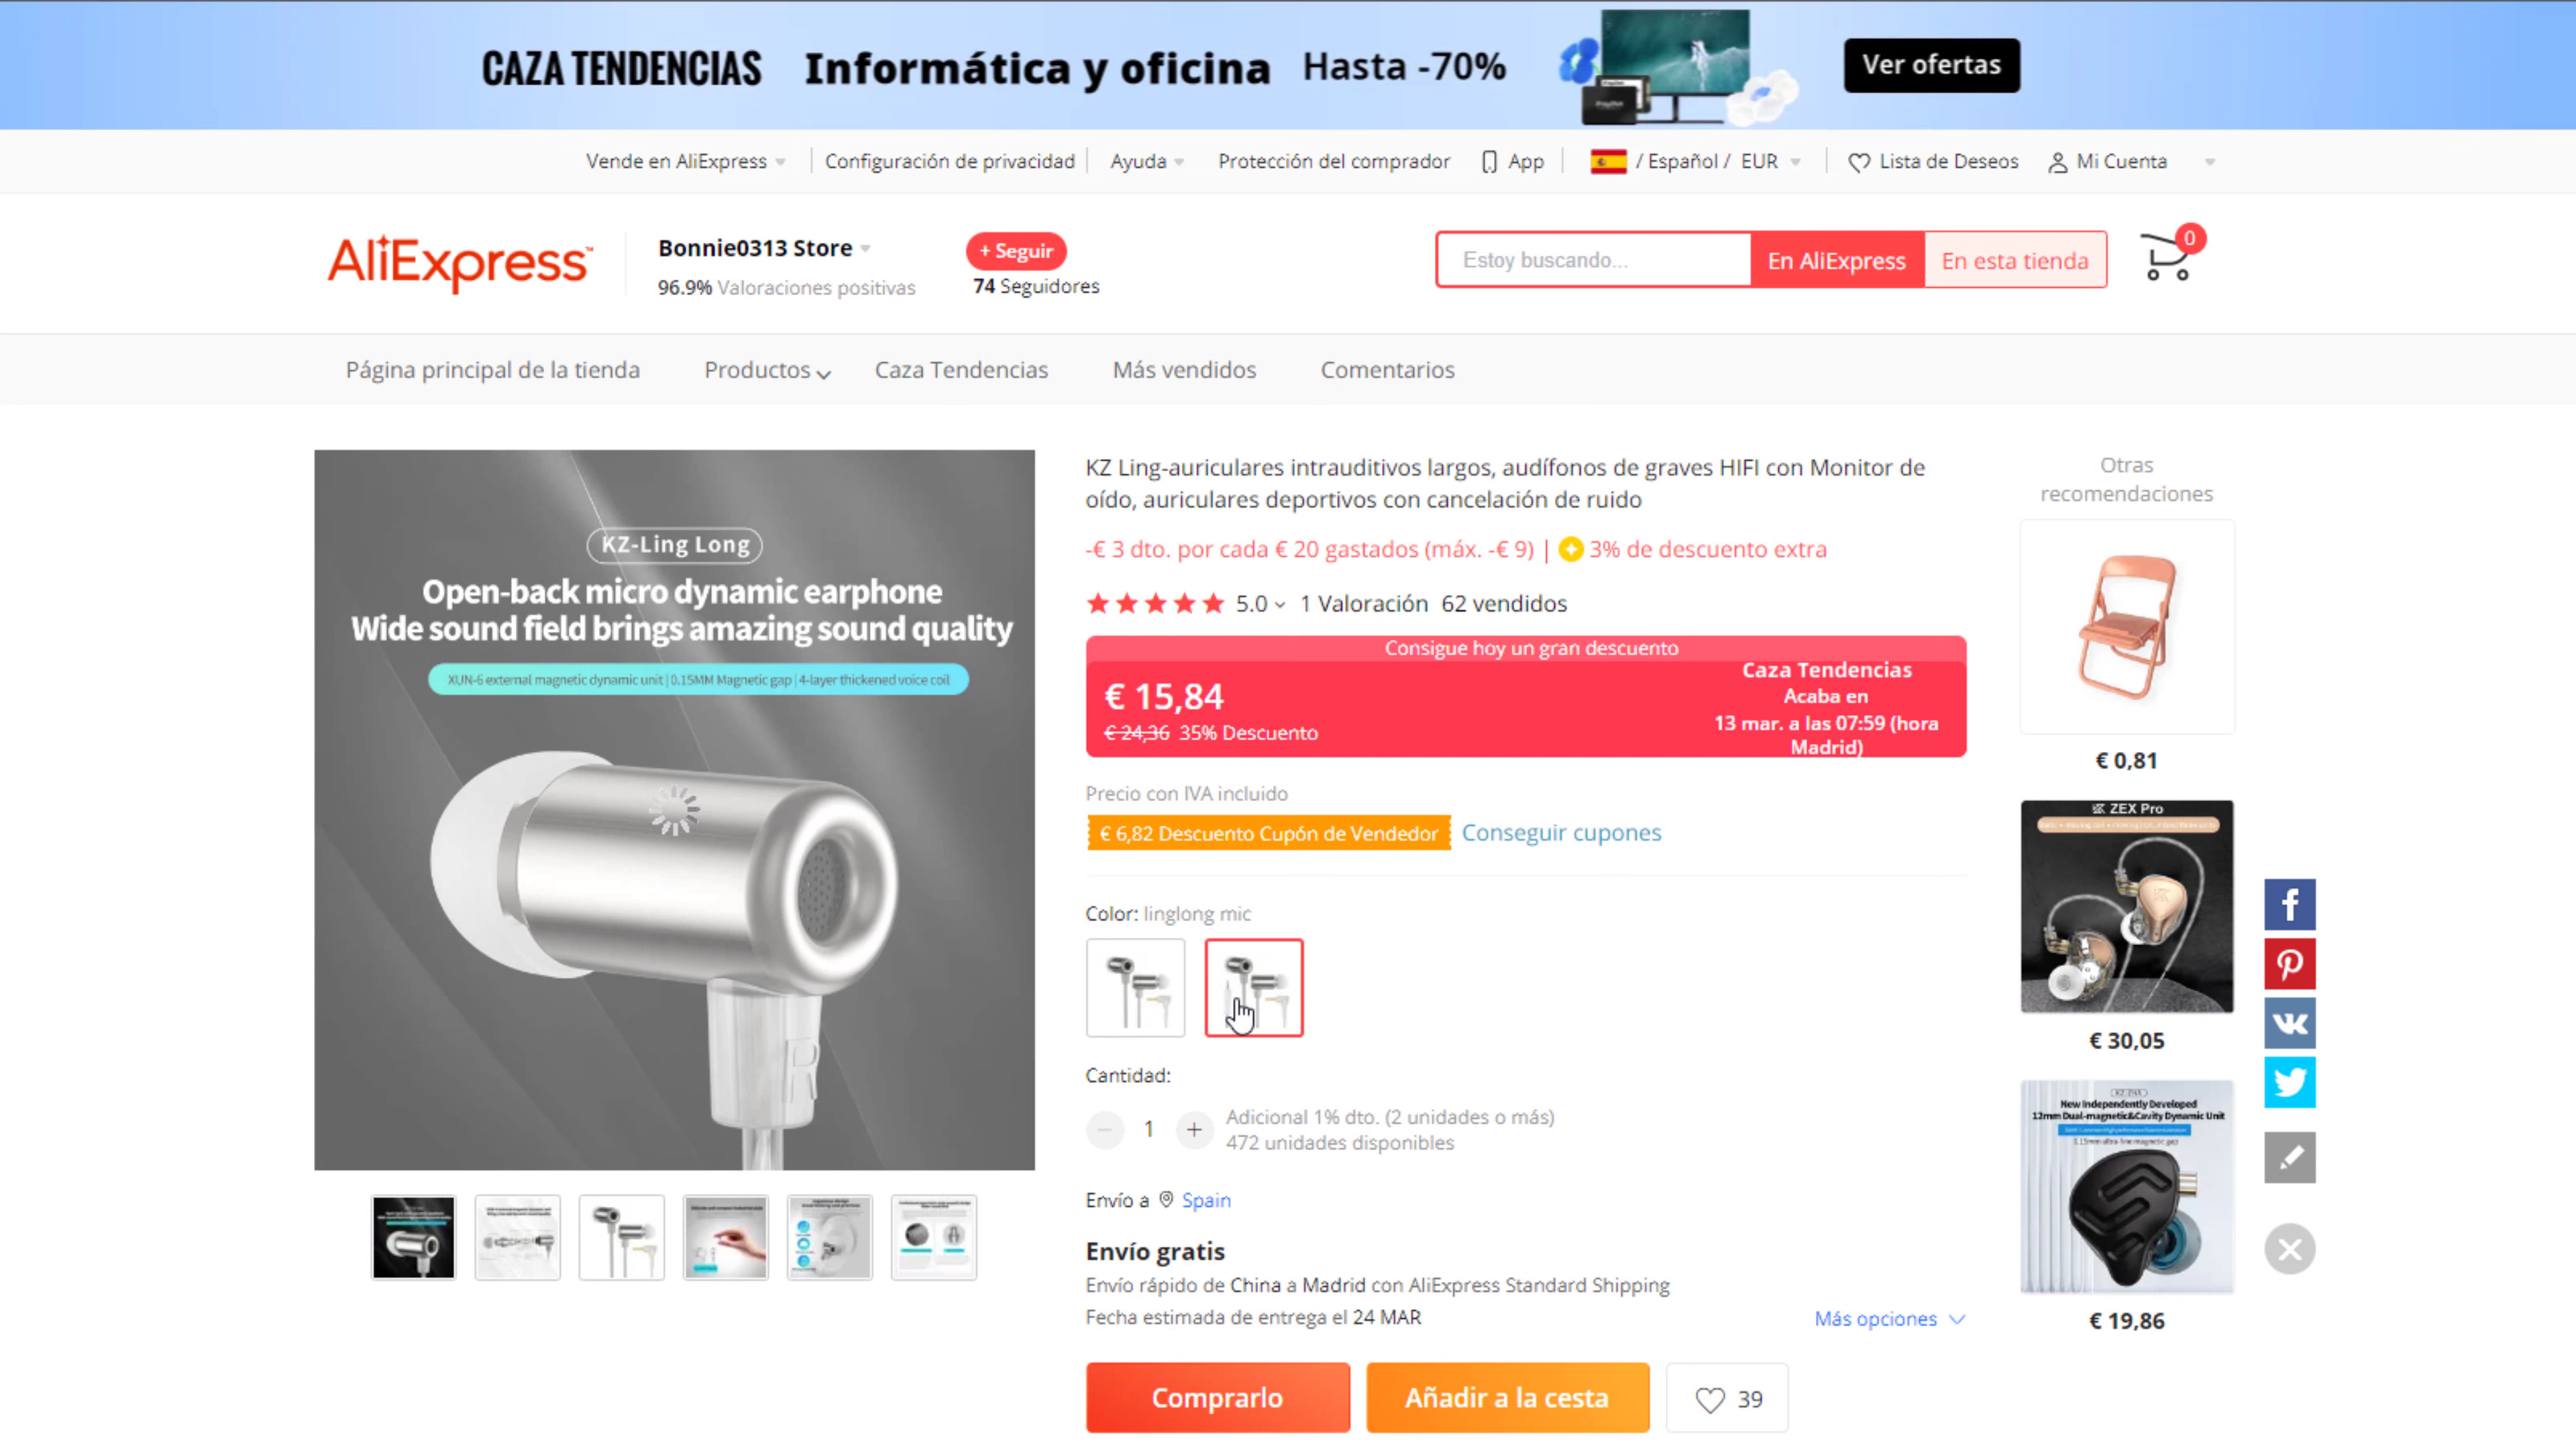 CAZA TENDENCIAS Informática y oficina Hasta -70% Ver ofertas
Vende en AliExpress Configuración de privacidad Ayuda Protección del comprador App / Español / EUR Lista de Deseos Mi Cuenta
AliExpress™
Bonnie0313 Store
96.9% Valoraciones positivas
+ Seguir
74 Seguidores
Estoy buscando...
En AliExpress
En esta tienda
0
Página principal de la tienda Productos Caza Tendencias Más vendidos Comentarios
KZ-Ling Long
Open-back micro dynamic earphone
Wide sound field brings amazing sound quality
XUN-6 external magnetic dynamic unit | 0.15MM Magnetic gap | 4-layer thickened voice coil
R
KZ Ling-auriculares intrauditivos largos, audífonos de graves HIFI con Monitor de
oído, auriculares deportivos con cancelación de ruido
-€ 3 dto. por cada € 20 gastados (máx. -€ 9) | 3% de descuento extra
5.0 1 Valoración 62 vendidos
Consigue hoy un gran descuento
€ 15,84
€ 24,36 35% Descuento
Caza Tendencias
Acaba en
13 mar. a las 07:59 (hora
Madrid)
Precio con IVA incluido
€ 6,82 Descuento Cupón de Vendedor Conseguir cupones
Color: linglong mic
Cantidad:
− 1 +
Adicional 1% dto. (2 unidades o más)
472 unidades disponibles
Envío a Spain
Envío gratis
Envío rápido de China a Madrid con AliExpress Standard Shipping
Fecha estimada de entrega el 24 MAR
Más opciones
Comprarlo
Añadir a la cesta
39
Otras
recomendaciones
€ 0,81
KZ ZEX Pro
€ 30,05
New Independently Developed
12mm Dual-magnetic&Cavity Dynamic Unit
€ 19,86